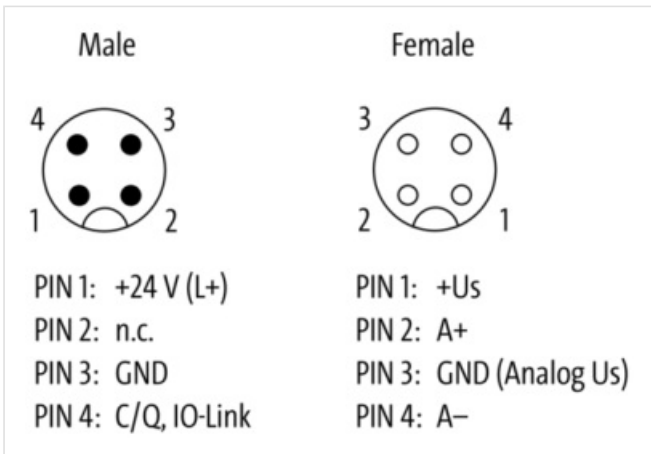 Male
4 3
1 2
PIN 1: +24 V (L+)
PIN 2: n.c.
PIN 3: GND
PIN 4: C/Q, IO-Link
Female
3 4
2 1
PIN 1: +Us
PIN 2: A+
PIN 3: GND (Analog Us)
PIN 4: A–